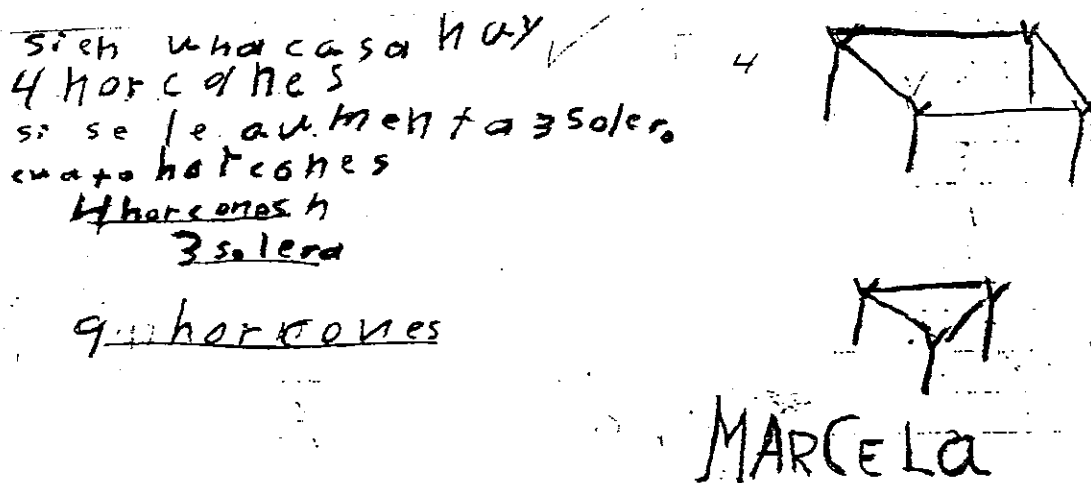 si en una casa hay
4
4 horcones
si se le aumenta 3 solera
cuato horcones
4 horcones h
3 solera
9 horcones
MARCELa